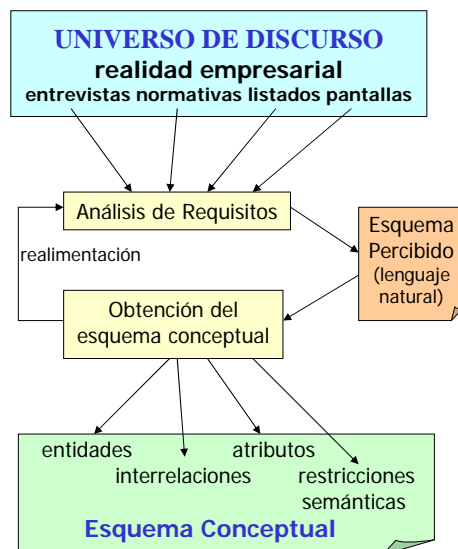 UNIVERSO DE DISCURSO
realidad empresarial
entrevistas normativas listados pantallas
Análisis de Requisitos
Esquema
Percibido
(lenguaje
natural)
realimentación
Obtención del
esquema conceptual
entidades
atributos
interrelaciones
restricciones
semánticas
Esquema Conceptual